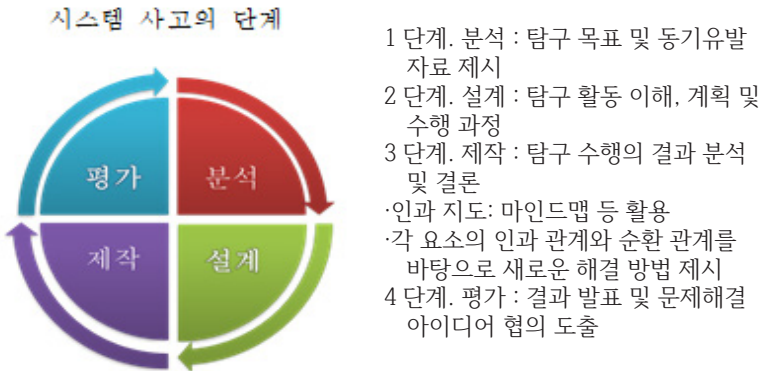 시스템 사고의 단계
평가
분석
제작
설계
1 단계. 분석 : 탐구 목표 및 동기유발
자료 제시
2 단계. 설계 : 탐구 활동 이해, 계획 및
수행 과정
3 단계. 제작 : 탐구 수행의 결과 분석
및 결론
·인과 지도: 마인드맵 등 활용
·각 요소의 인과 관계와 순환 관계를
바탕으로 새로운 해결 방법 제시
4 단계. 평가 : 결과 발표 및 문제해결
아이디어 협의 도출